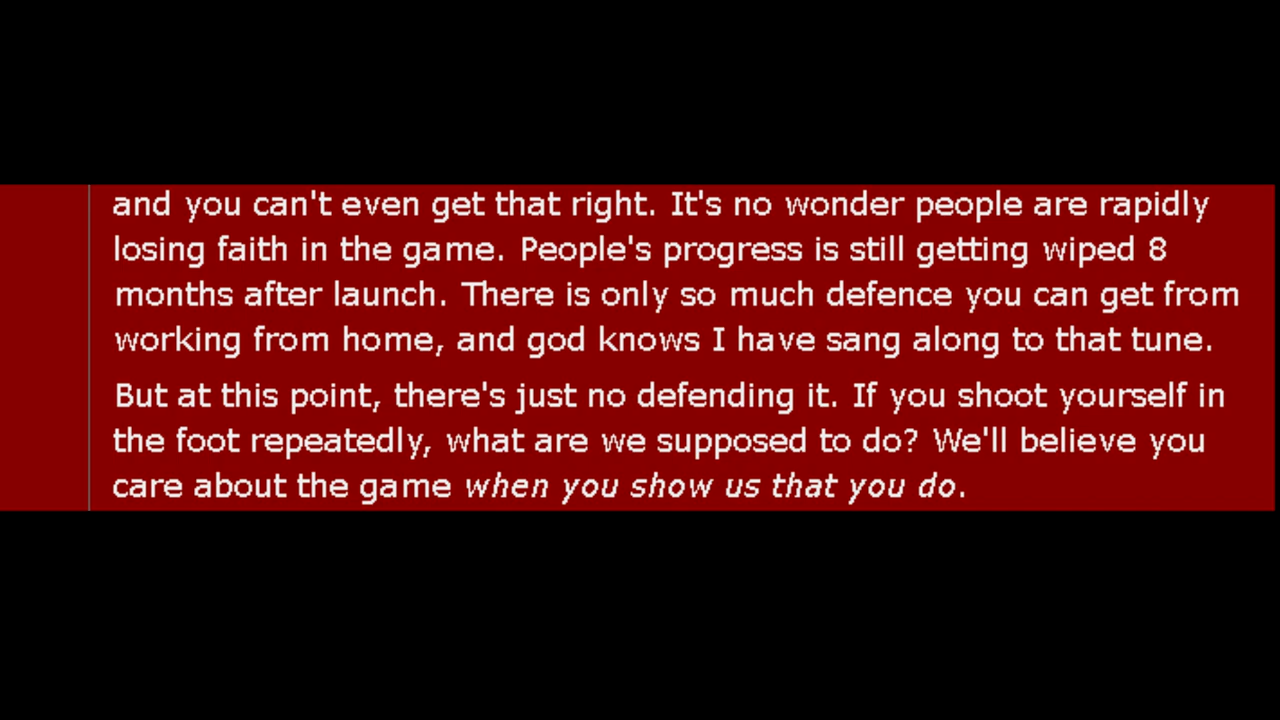 and you can't even get that right. It's no wonder people are rapidly
losing faith in the game. People's progress is still getting wiped 8
months after launch. There is only so much defence you can get from
working from home, and god knows I have sang along to that tune.
But at this point, there's just no defending it. If you shoot yourself in
the foot repeatedly, what are we supposed to do? We'll believe you
care about the game when you show us that you do.